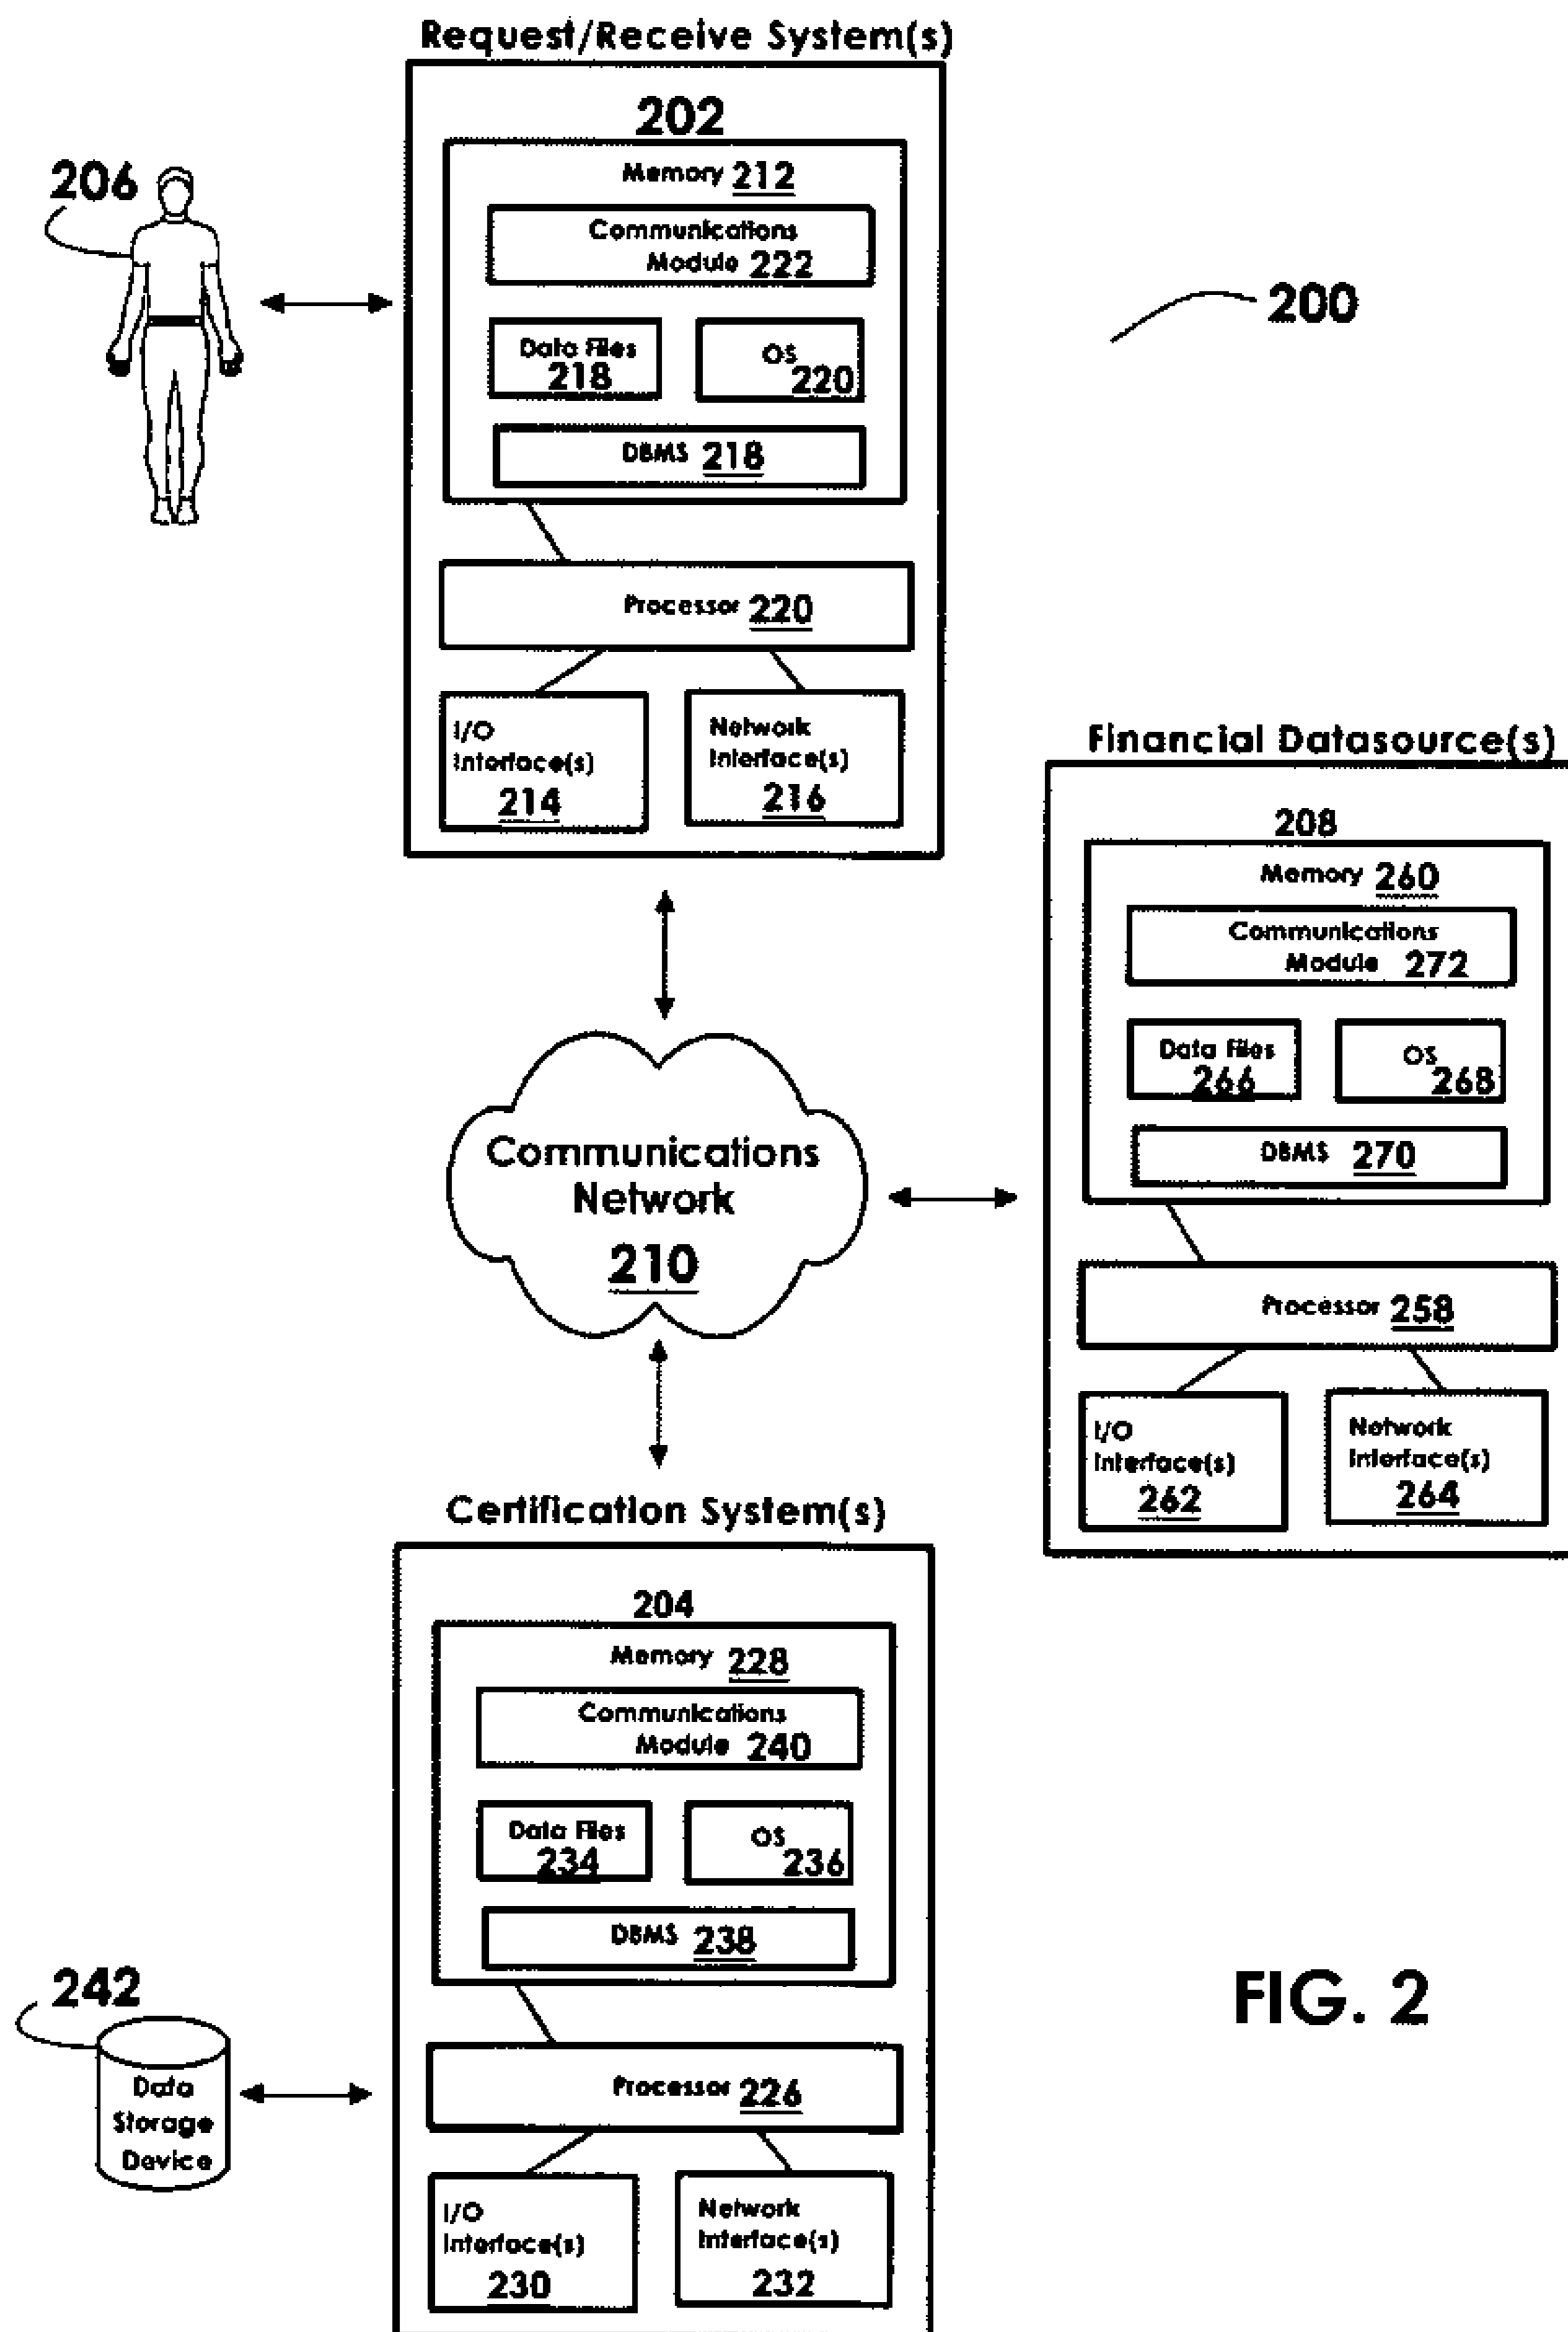 Request/Receive System(s)
202
206
Memory 212
Communications
Module 222
200
Data Files
218
OS
220
DBMS 218
Processor 220
I/O
Interface(s)
214
Network
Interface(s)
216
Financial Datasource(s)
208
Memory 260
Communications
Module 272
Data Files
266
OS
268
DBMS 270
Processor 258
I/O
Interface(s)
262
Network
Interface(s)
264
Communications
Network
210
Certification System(s)
204
Memory 228
Communications
Module 240
Data Files
234
OS
236
DBMS 238
242
Data
Storage
Device
Processor 226
I/O
Interface(s)
230
Network
Interface(s)
232
FIG. 2